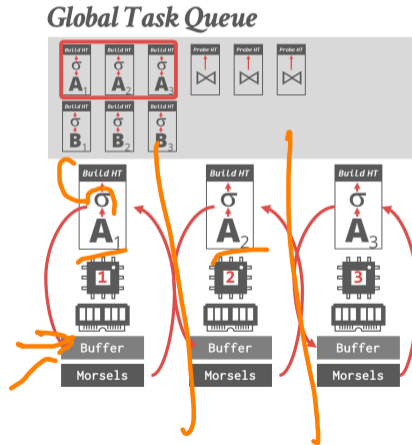 Global Task Queue
Build HT Build HT Build HT Probe HT Probe HT Probe HT
σ σ σ ⋈ ⋈ ⋈
A1 A2 A3
Build HT Build HT Build HT
σ σ σ
B1 B2 B3
Build HT Build HT Build HT
σ σ σ
A1 A2 A3
1 2 3
Buffer Buffer Buffer
Morsels Morsels Morsels